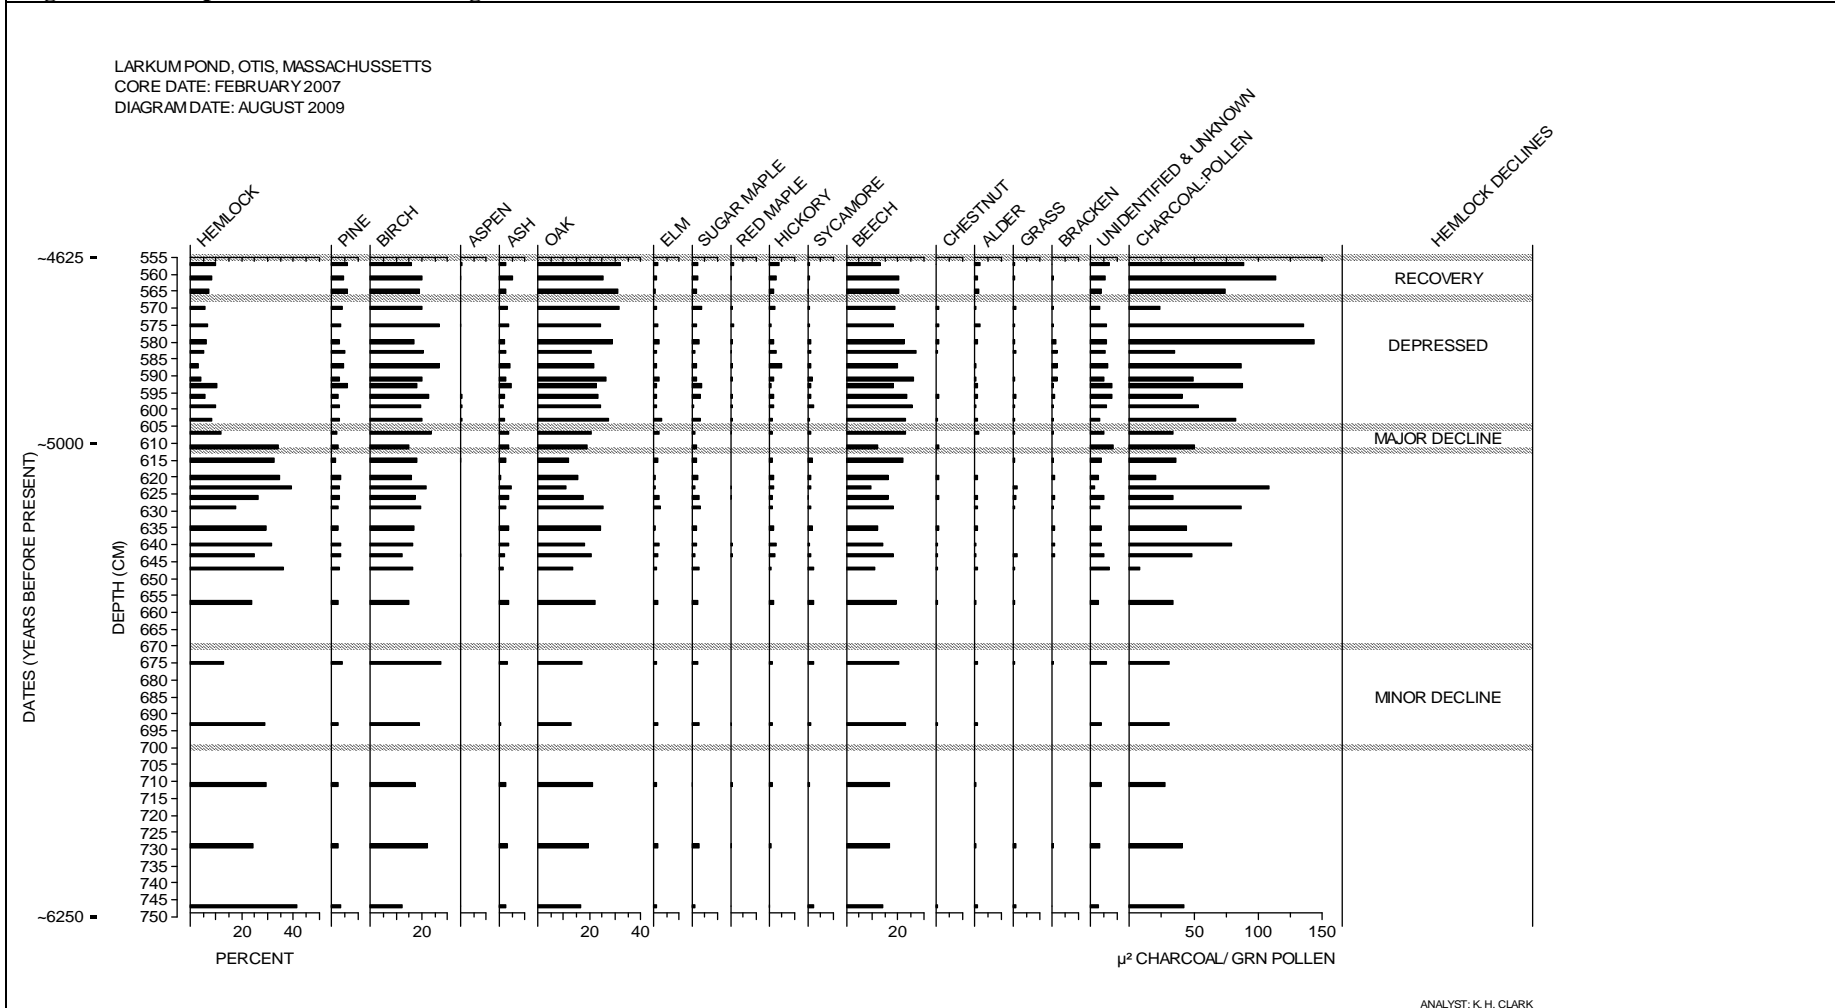 LARKUM POND, OTIS, MASSACHUSSETTS
CORE DATE: FEBRUARY 2007
DIAGRAM DATE: AUGUST 2009
HEMLOCK
PINE
BIRCH
ASPEN
ASH
OAK
ELM
SUGAR MAPLE
RED MAPLE
HICKORY
SYCAMORE
BEECH
CHESTNUT
ALDER
GRASS
BRACKEN
UNIDENTIFIED & UNKNOWN
CHARCOAL:POLLEN
HEMLOCK DECLINES
DATES (YEARS BEFORE PRESENT)
~4625
~5000
~6250
DEPTH (CM)
555
560
565
570
575
580
585
590
595
600
605
610
615
620
625
630
635
640
645
650
655
660
665
670
675
680
685
690
695
700
705
710
715
720
725
730
735
740
745
750
RECOVERY
DEPRESSED
MAJOR DECLINE
MINOR DECLINE
20 40 20 20 40 20 50 100 150
PERCENT
µ² CHARCOAL/ GRN POLLEN
ANALYST: K. H. CLARK